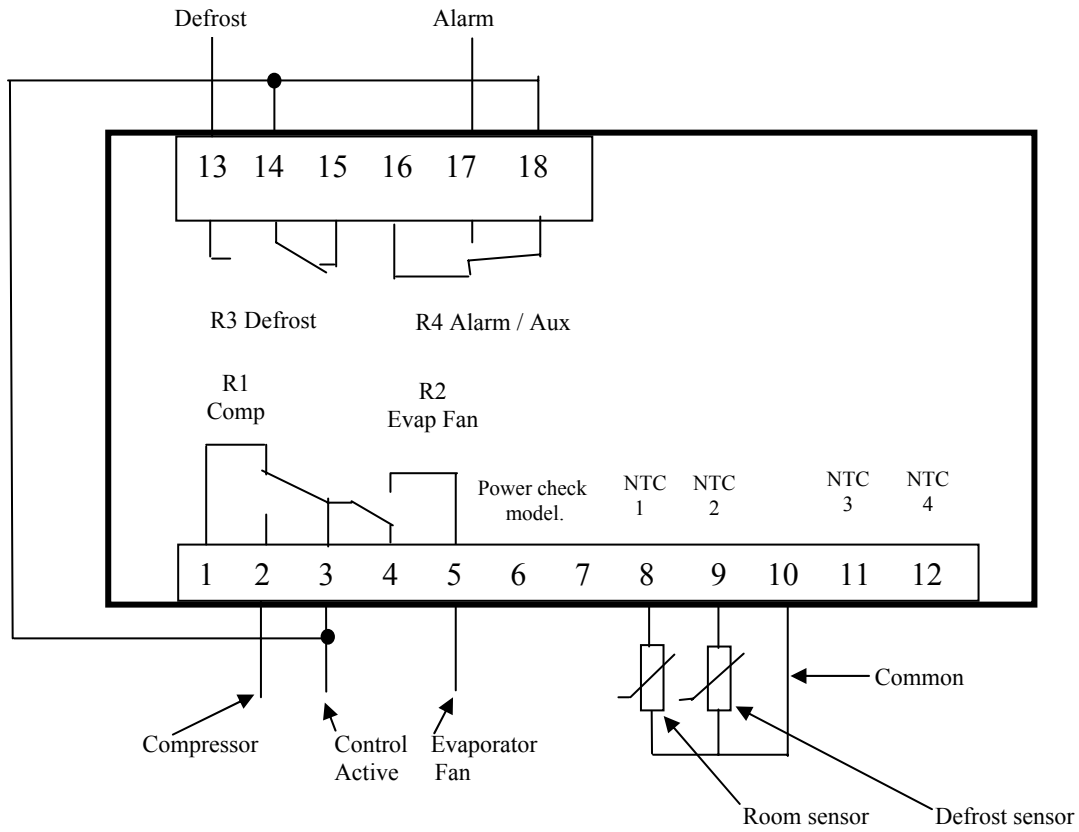 Defrost Alarm
13 14 15 16 17 18
R3 Defrost R4 Alarm / Aux
R1
Comp
R2
Evap Fan
Power check
model.
NTC
1
NTC
2
NTC
3
NTC
4
1 2 3 4 5 6 7 8 9 10 11 12
Common
Compressor
Control
Active
Evaporator
Fan
Room sensor Defrost sensor